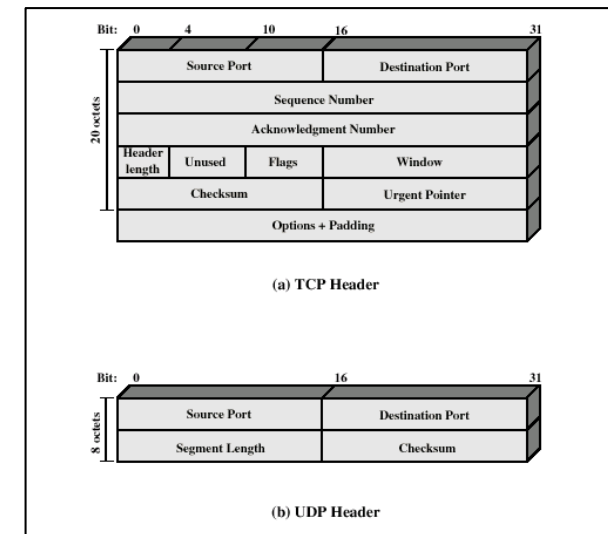 Bit: 0 4 10 16 31
Source Port Destination Port
Sequence Number
Acknowledgment Number
Header length Unused Flags Window
Checksum Urgent Pointer
Options + Padding
20 octets
(a) TCP Header
Bit: 0 16 31
Source Port Destination Port
Segment Length Checksum
8 octets
(b) UDP Header